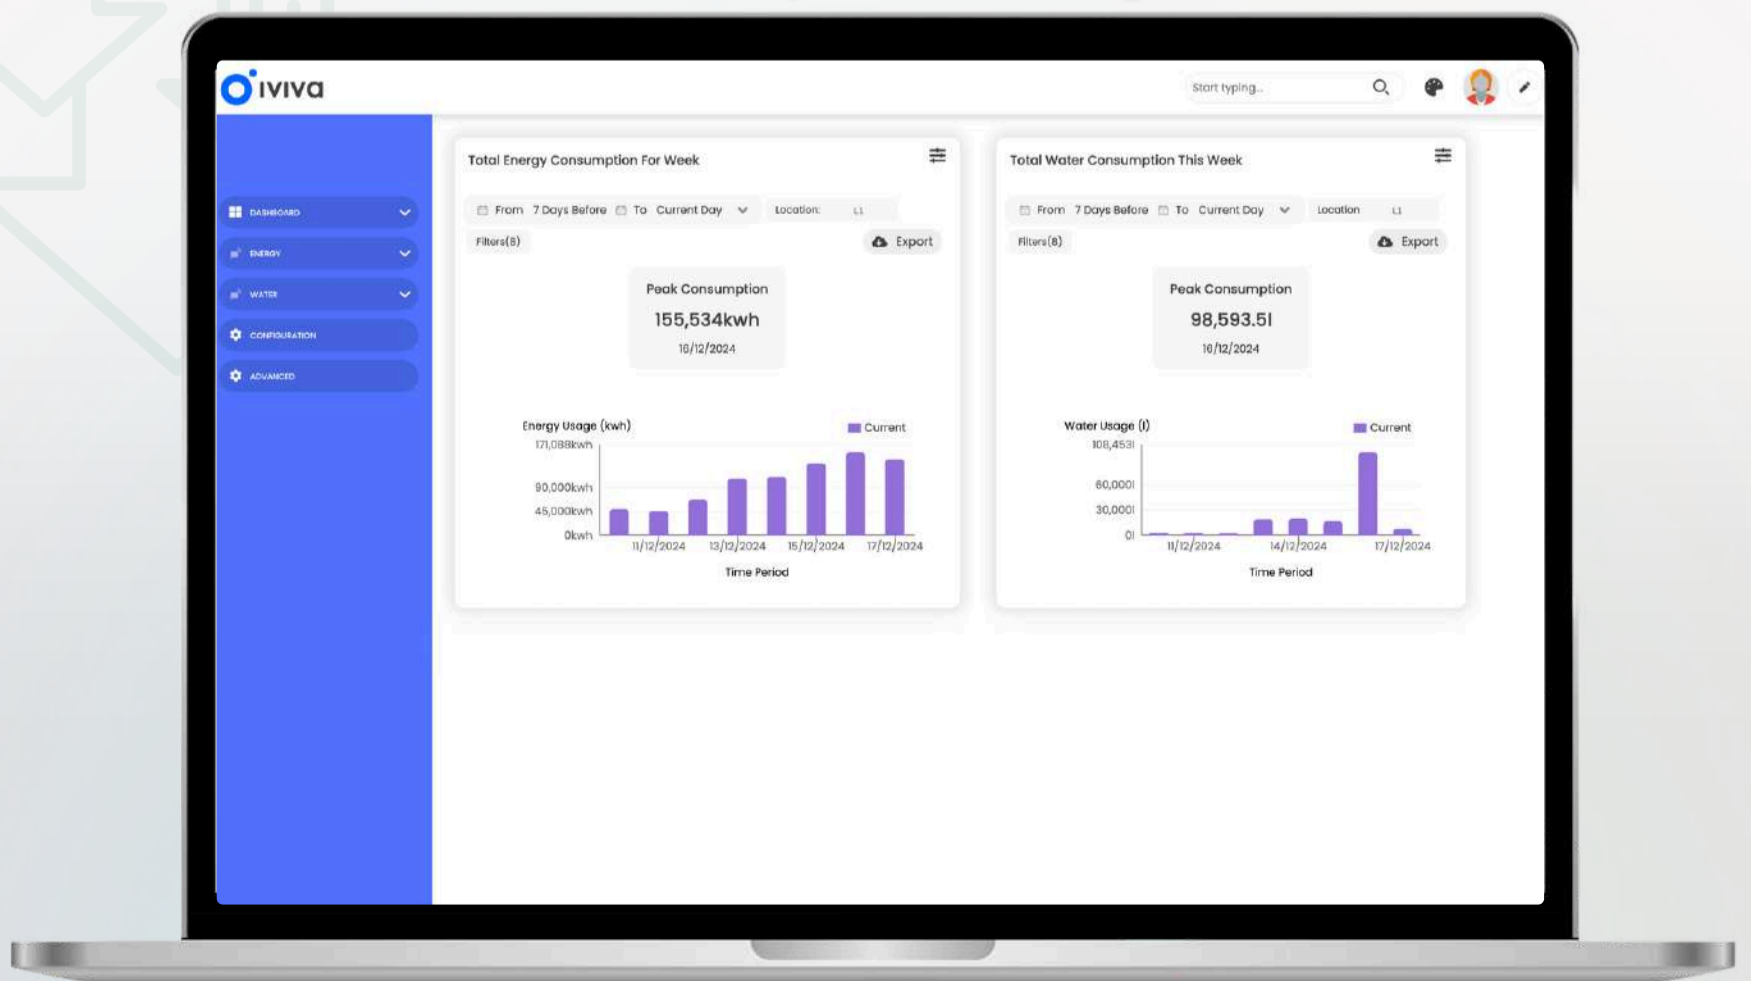 iviva
Start typing..
DASHBOARD
ENERGY
WATER
CONFIGURATION
ADVANCED
Total Energy Consumption For Week
From 7 Days Before To Current Day Location: L1
Filters(8) Export
Peak Consumption
155,534kwh
16/12/2024
Energy Usage (kwh) Current
171,088kwh
90,000kwh
45,000kwh
0kwh
11/12/2024 13/12/2024 15/12/2024 17/12/2024
Time Period
Total Water Consumption This Week
From 7 Days Before To Current Day Location L1
Filters(8) Export
Peak Consumption
98,593.5l
16/12/2024
Water Usage (l) Current
108,453l
60,000l
30,000l
0l
11/12/2024 14/12/2024 17/12/2024
Time Period